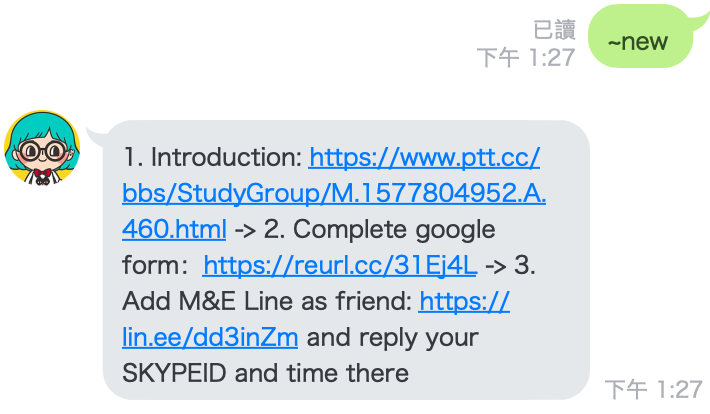 已讀
下午 1:27
~new
1. Introduction: https://www.ptt.cc/
bbs/StudyGroup/M.1577804952.A.
460.html -> 2. Complete google
form：https://reurl.cc/31Ej4L -> 3.
Add M&E Line as friend: https://
lin.ee/dd3inZm and reply your
SKYPEID and time there
下午 1:27